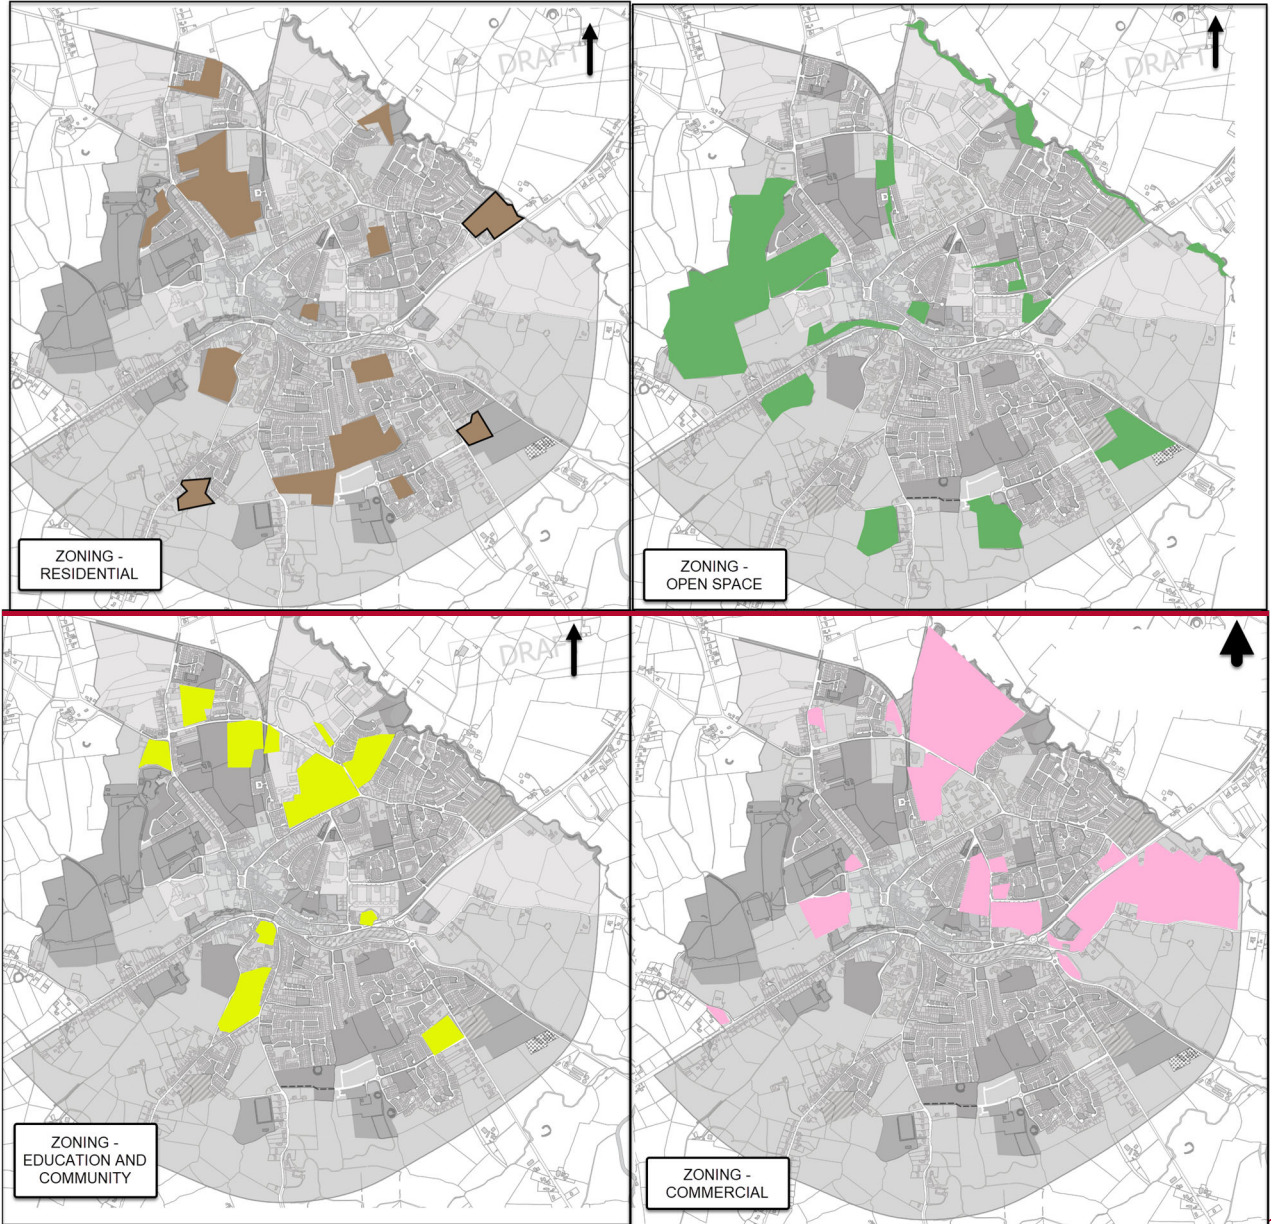 DRAFT
ZONING -
RESIDENTIAL
DRAFT
ZONING -
OPEN SPACE
DRAFT
ZONING -
EDUCATION AND
COMMUNITY
ZONING -
COMMERCIAL